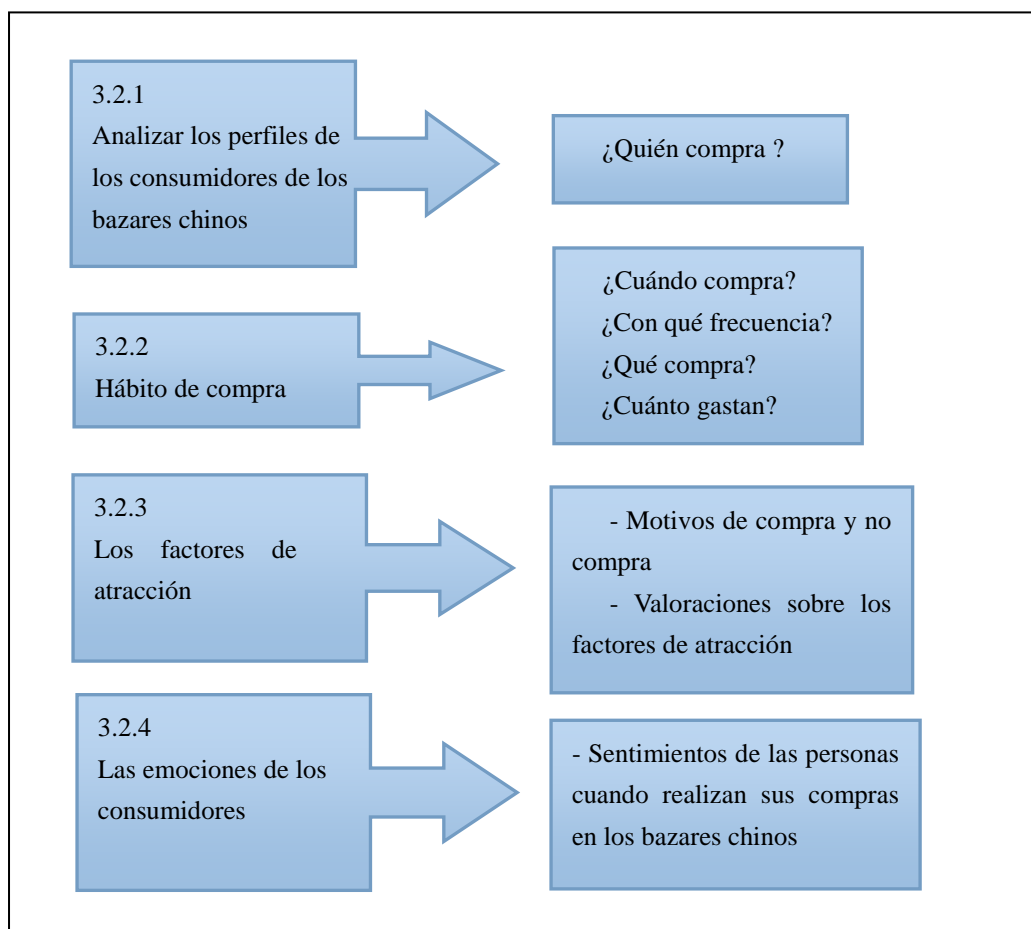 3.2.1
Analizar los perfiles de
los consumidores de los
bazares chinos
¿Quién compra ?
3.2.2
Hábito de compra
¿Cuándo compra?
¿Con qué frecuencia?
¿Qué compra?
¿Cuánto gastan?
3.2.3
Los factores de
atracción
- Motivos de compra y no
compra
- Valoraciones sobre los
factores de atracción
3.2.4
Las emociones de los
consumidores
- Sentimientos de las personas
cuando realizan sus compras
en los bazares chinos